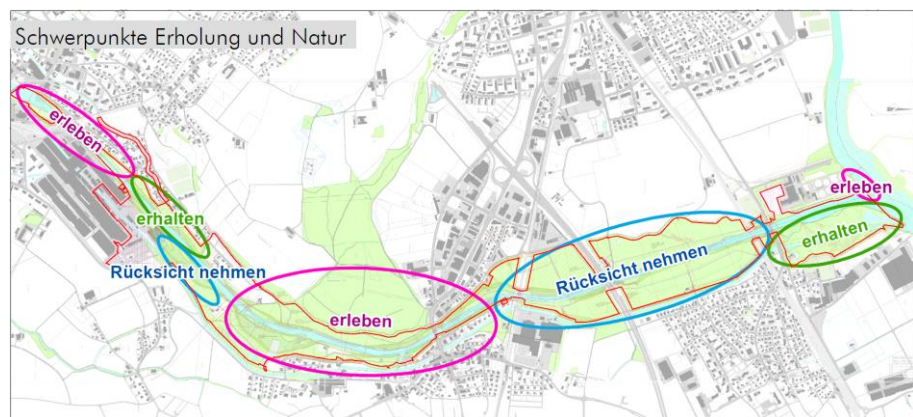 Schwerpunkte Erholung und Natur
erleben
erhalten
Rücksicht nehmen
erleben
Rücksicht nehmen
erleben
erhalten